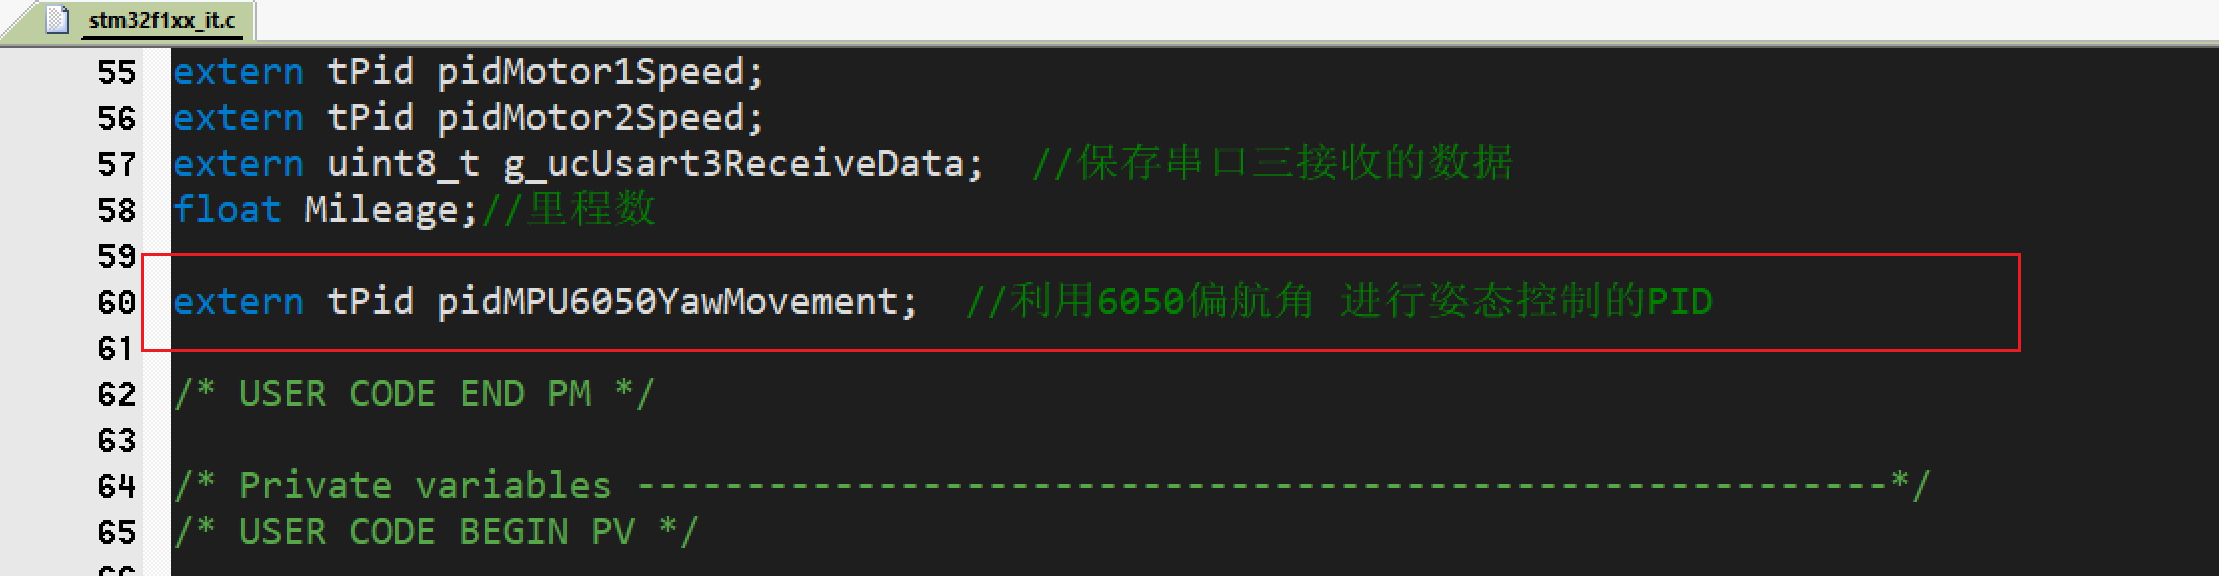 stm32f1xx_it.c
55 extern tPid pidMotor1Speed;
56 extern tPid pidMotor2Speed;
57 extern uint8_t g_ucUsart3ReceiveData;  //保存串口三接收的数据
58 float Mileage;//里程数
59
60 extern tPid pidMPU6050YawMovement;  //利用6050偏航角 进行姿态控制的PID
61
62 /* USER CODE END PM */
63
64 /* Private variables ---------------------------------------------------------*/
65 /* USER CODE BEGIN PV */
66